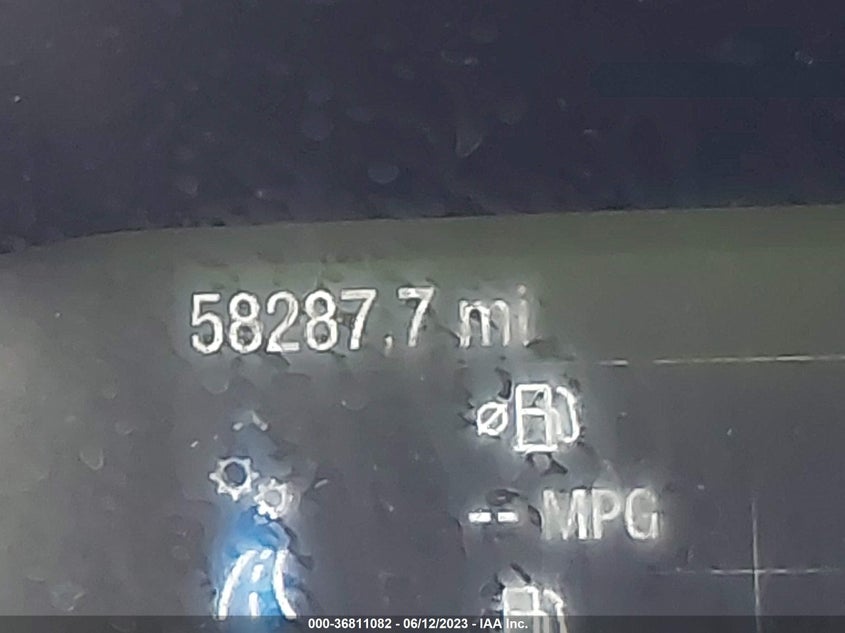 58287.7 mi
-- MPG
000-36811082 - 06/12/2023 - IAA Inc.